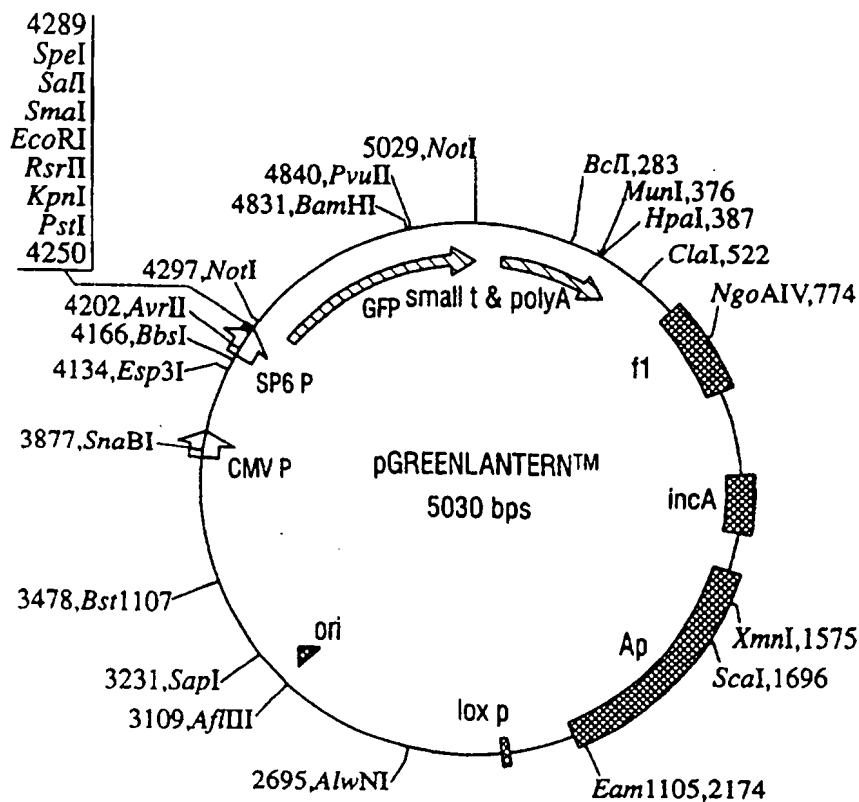 4289
SpeI
SalI
SmaI
EcoRI
RsrII
KpnI
PstI
4250
5029,NotI
4840,PvuII
4831,BamHI
4297,NotI
4202,AvrII
4166,BbsI
4134,Esp3I
3877,SnaBI
3478,Bst1107
3231,SapI
3109,AflIII
2695,AlwNI
BclI,283
MunI,376
HpaI,387
ClaI,522
NgoAIV,774
XmnI,1575
ScaI,1696
Eam1105,2174
GFP
small t & polyA
SP6 P
CMV P
f1
incA
Ap
lox p
ori
pGREENLANTERN™
5030 bps